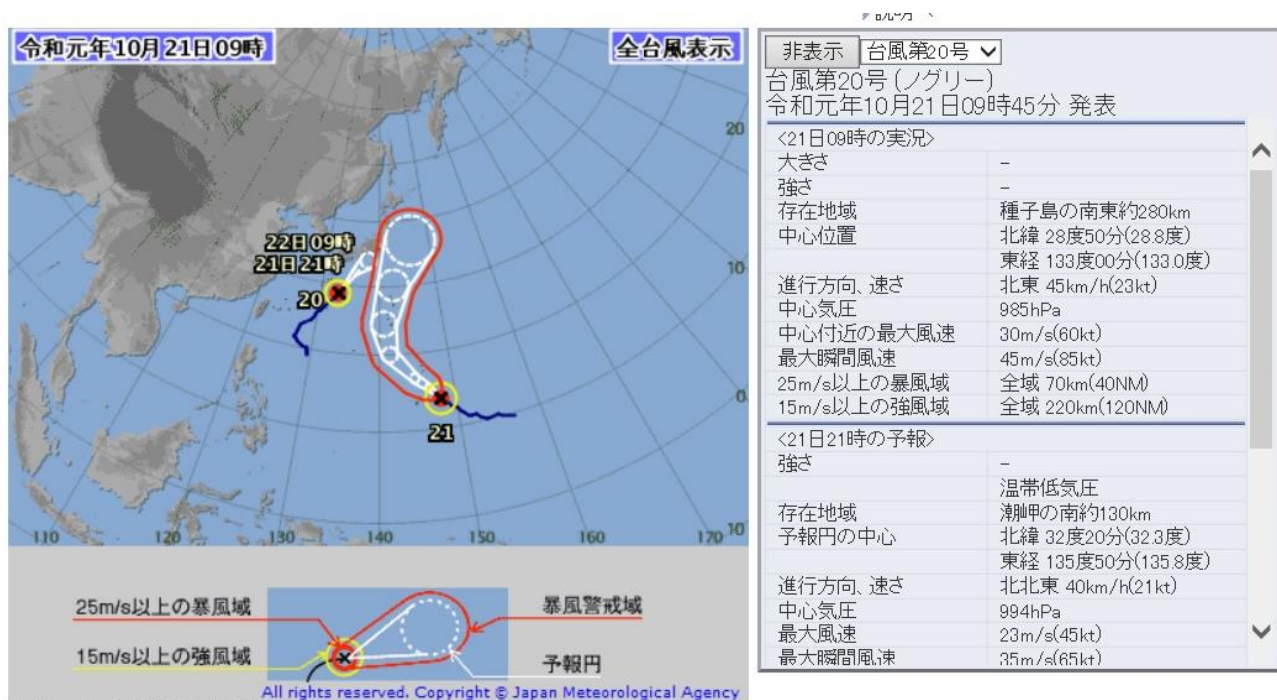 令和元年10月21日09時
全台風表示
20
22日09時
21日21時
10
20
0
21
110
120
130
140
150
160
170
10
25m/s以上の暴風域
暴風警戒域
15m/s以上の強風域
予報円
All rights reserved. Copyright © Japan Meteorological Agency
非表示 台風第20号
台風第20号 (ノグリー)
令和元年10月21日09時45分 発表
<21日09時の実況>
大きさ -
強さ -
存在地域 種子島の南東約280km
中心位置 北緯 28度50分(28.8度)
東経 133度00分(133.0度)
進行方向、速さ 北東 45km/h(23kt)
中心気圧 985hPa
中心付近の最大風速 30m/s(60kt)
最大瞬間風速 45m/s(85kt)
25m/s以上の暴風域 全域 70km(40NM)
15m/s以上の強風域 全域 220km(120NM)
<21日21時の予報>
強さ -
温帯低気圧
存在地域 潮岬の南約130km
予報円の中心 北緯 32度20分(32.3度)
東経 135度50分(135.8度)
進行方向、速さ 北北東 40km/h(21kt)
中心気圧 994hPa
最大風速 23m/s(45kt)
最大瞬間風速 35m/s(65kt)